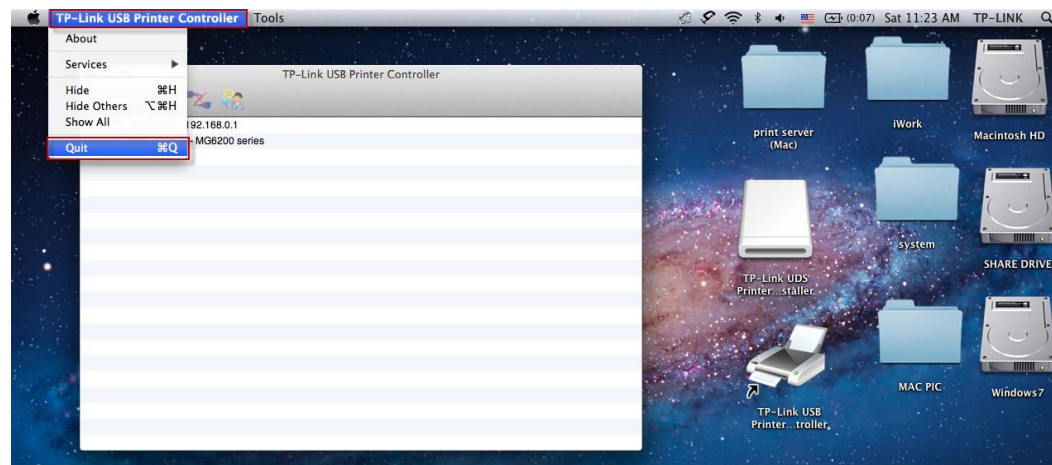 TP-Link USB Printer Controller Tools (0:07) Sat 11:23 AM TP-LINK
About
Services
Hide ⌘H
Hide Others ⌥⌘H
Show All
Quit ⌘Q
TP-Link USB Printer Controller
192.168.0.1
MG6200 series
print server
(Mac)
iWork
Macintosh HD
TP-Link UDS
Printer...staller
system
SHARE DRIVE
TP-Link USB
Printer...troller
MAC PIC
Windows7